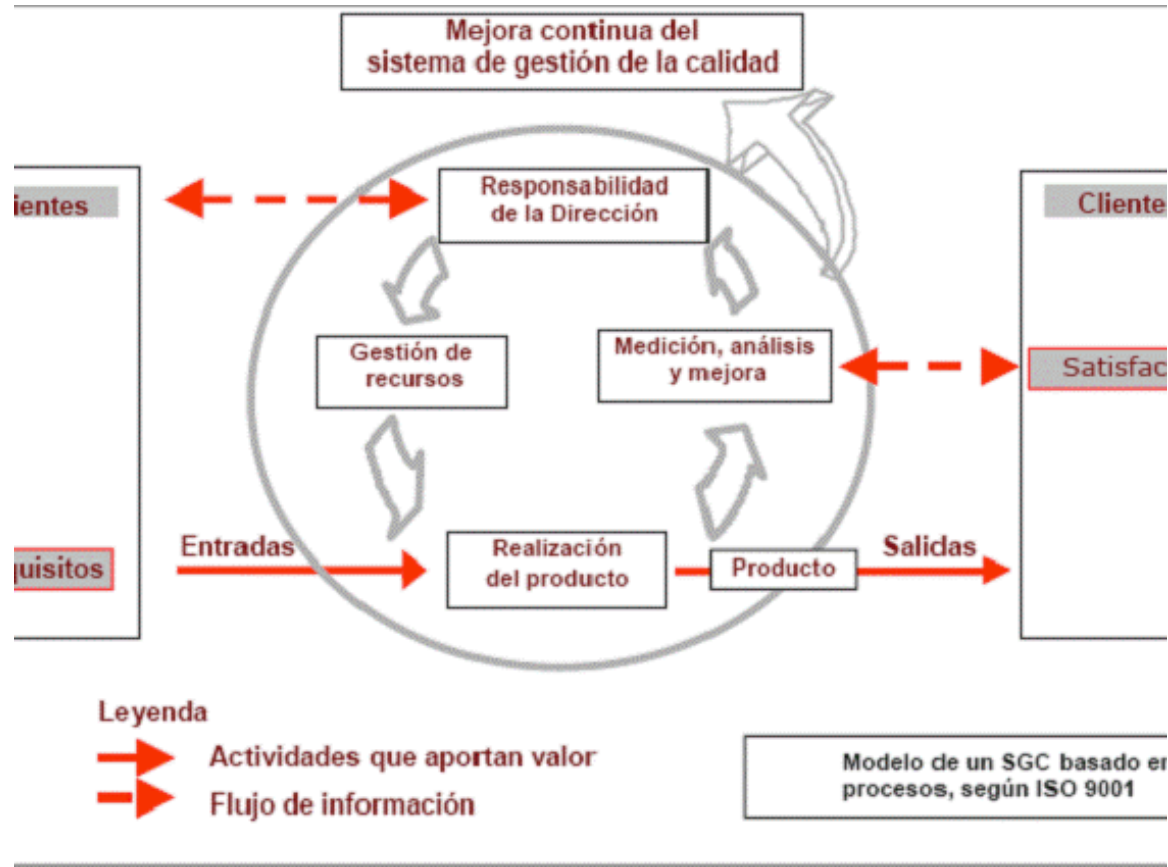 Mejora continua del
sistema de gestión de la calidad
ientes
Responsabilidad
de la Dirección
Cliente
Gestión de
recursos
Medición, análisis
y mejora
Satisfac
Entradas
quisitos
Realización
del producto
Producto
Salidas
Leyenda
Actividades que aportan valor
Flujo de información
Modelo de un SGC basado en
procesos, según ISO 9001